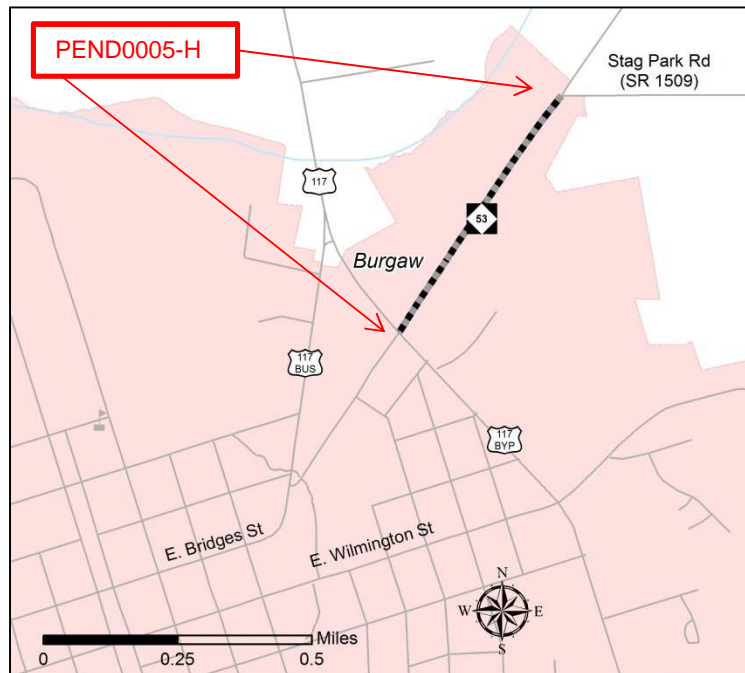 PEND0005-H
Stag Park Rd
(SR 1509)
117
53
Burgaw
117
BUS
117
BYP
E. Bridges St
E. Wilmington St
N
W E
S
Miles
0 0.25 0.5